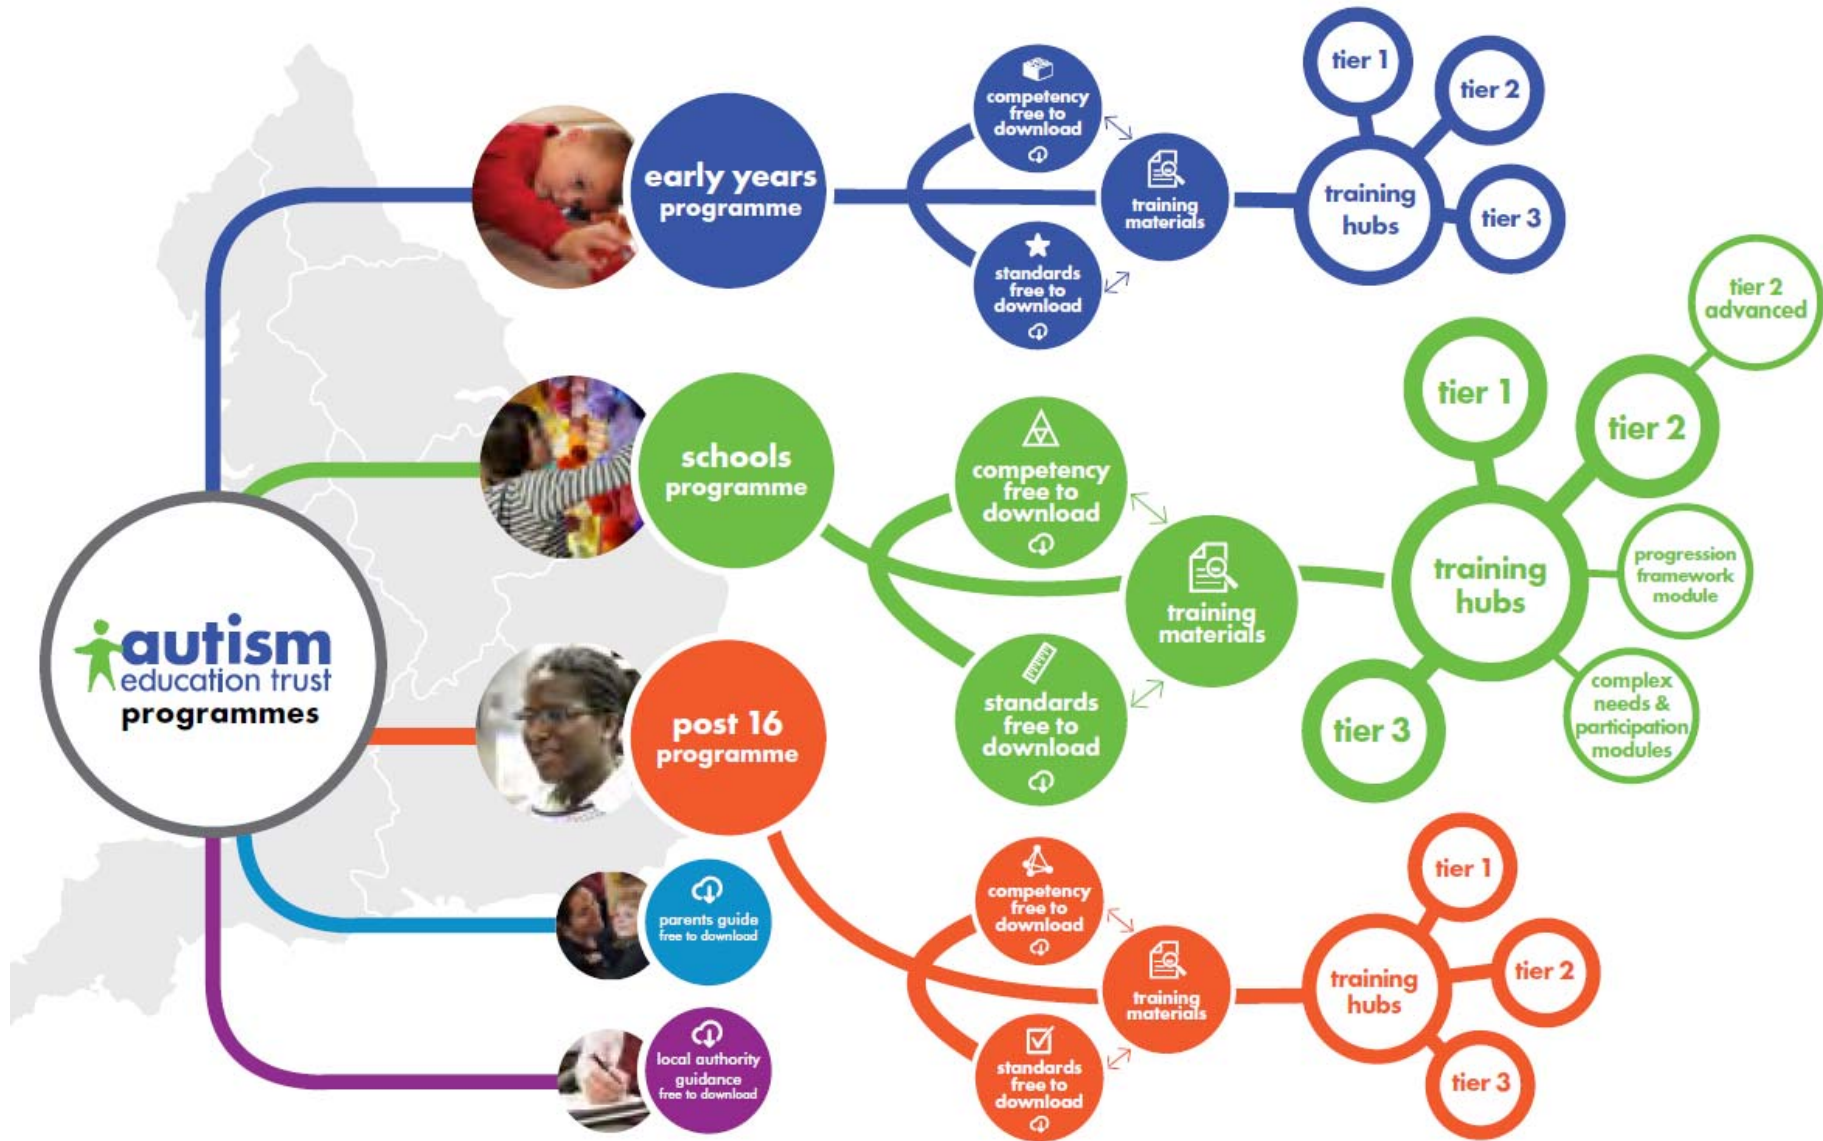 autism
education trust
programmes
early years
programme
competency
free to
download
standards
free to
download
training
materials
training
hubs
tier 1
tier 2
tier 3
schools
programme
competency
free to
download
standards
free to
download
training
materials
training
hubs
tier 1
tier 2
tier 2
advanced
progression
framework
module
complex
needs &
participation
modules
tier 3
post 16
programme
competency
free to
download
standards
free to
download
training
materials
training
hubs
tier 1
tier 2
tier 3
parents guide
free to download
local authority
guidance
free to download